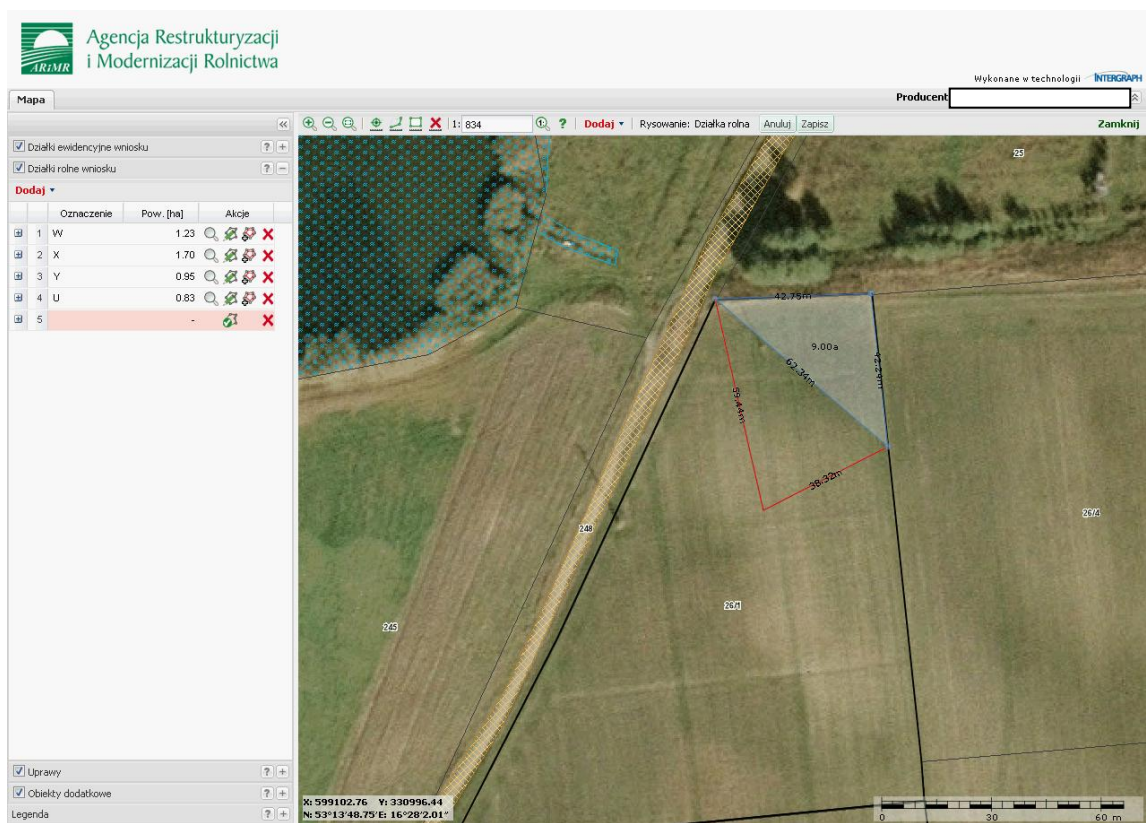 Agencja Restrukturyzacji
i Modernizacji Rolnictwa
ARiMR
Wykonane w technologii INTERGRAPH
Mapa
Producent
1: 834 ? Dodaj Rysowanie: Działka rolna Anuluj Zapisz Zamknij
Działki ewidencyjne wniosku ?
Działki rolne wniosku ?
Dodaj
Oznaczenie Pow. [ha] Akcje
1 W 1.23
2 X 1.70
3 Y 0.95
4 U 0.83
5 -
25
42.75m
9.00a
62.34m
42.29m
59.44m
38.32m
248
26/4
26/1
245
Uprawy ?
Obiekty dodatkowe ?
Legenda ?
X: 599102.76 Y: 330996.44
N: 53°13'48.75'E: 16°28'2.01"
0 30 60 m